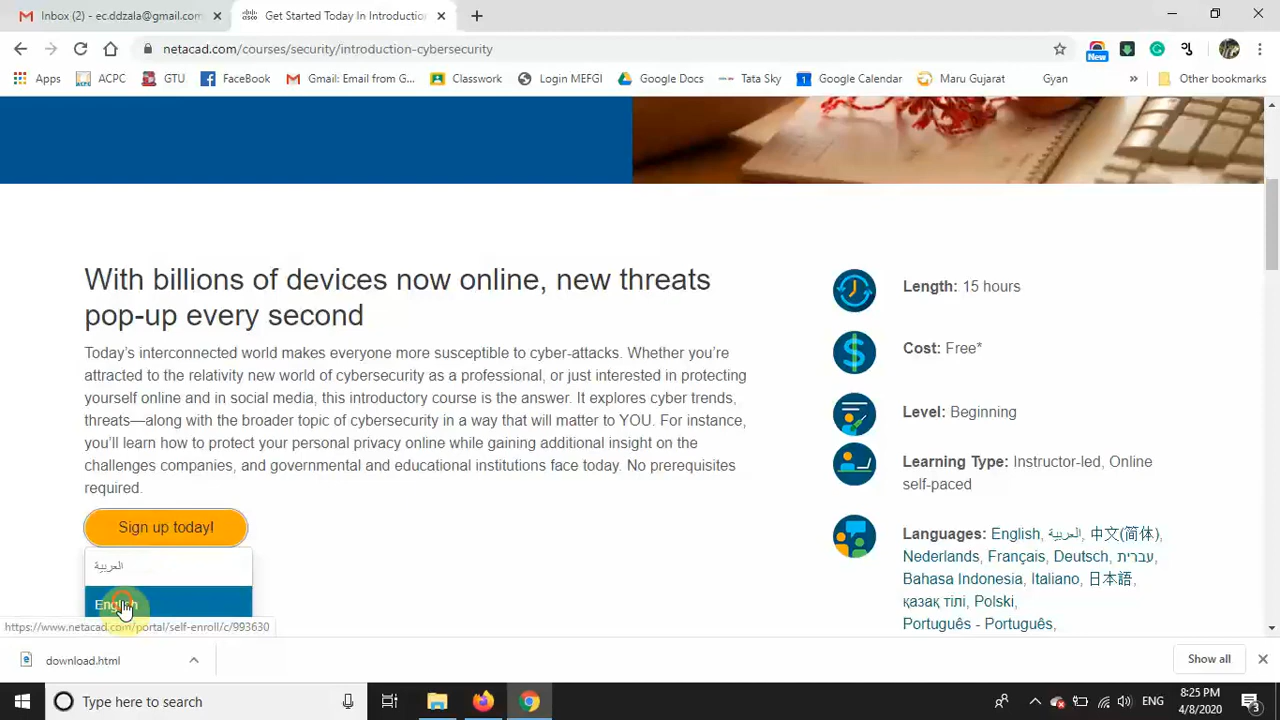 Inbox (2) - ec.ddzala@gmail.com
Get Started Today In Introduction
netacad.com/courses/security/introduction-cybersecurity
Apps
ACPC
GTU
FaceBook
Gmail: Email from G...
Classwork
Login MEFGI
Google Docs
Tata Sky
Google Calendar
Maru Gujarat
Gyan
»
Other bookmarks
New
With billions of devices now online, new threats
pop-up every second
Today's interconnected world makes everyone more susceptible to cyber-attacks. Whether you're
attracted to the relativity new world of cybersecurity as a professional, or just interested in protecting
yourself online and in social media, this introductory course is the answer. It explores cyber trends,
threats—along with the broader topic of cybersecurity in a way that will matter to YOU. For instance,
you'll learn how to protect your personal privacy online while gaining additional insight on the
challenges companies, and governmental and educational institutions face today. No prerequisites
required.
Sign up today!
العربية
English
https://www.netacad.com/portal/self-enroll/c/993630
Length: 15 hours
Cost: Free*
Level: Beginning
Learning Type: Instructor-led, Online
self-paced
Languages: English, العربية, 中文(简体),
Nederlands, Français, Deutsch, עברית,
Bahasa Indonesia, Italiano, 日本語,
қазақ тілі, Polski,
Português - Português,
download.html
Show all
Type here to search
ENG
8:25 PM
4/8/2020
3